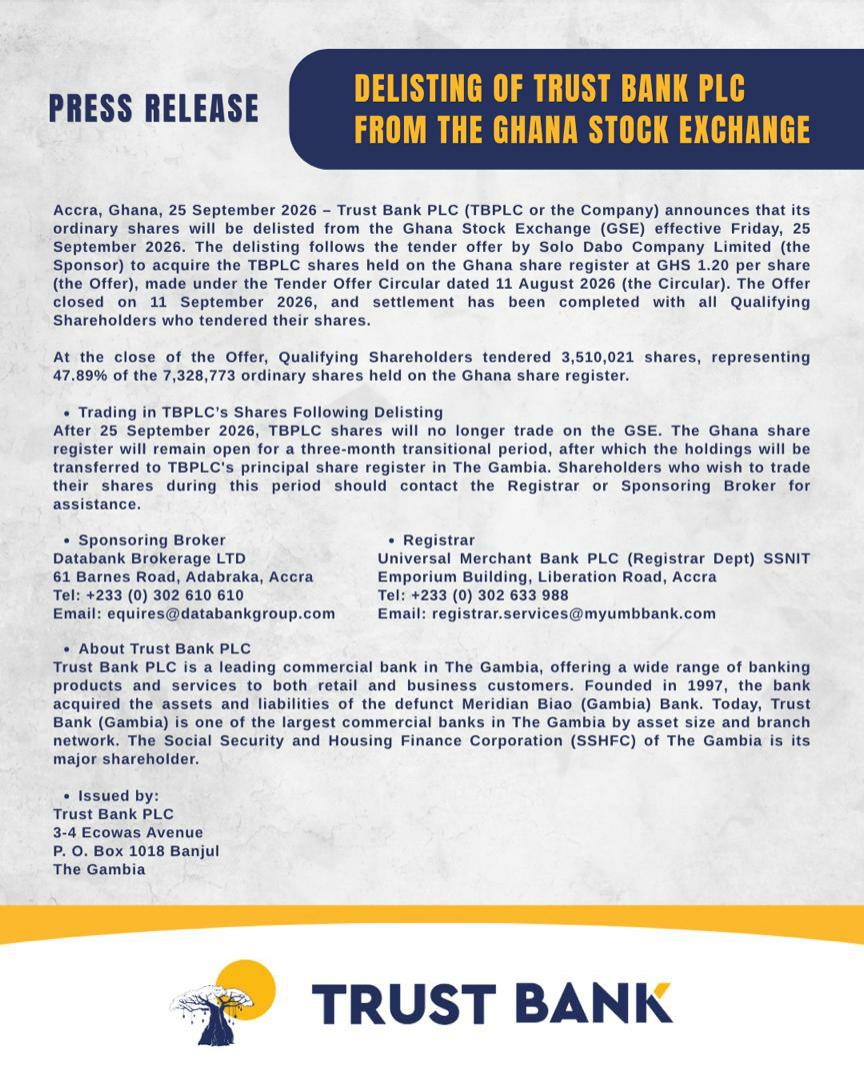 PRESS RELEASE
DELISTING OF TRUST BANK PLC
FROM THE GHANA STOCK EXCHANGE
Accra, Ghana, 25 September 2026 – Trust Bank PLC (TBPLC or the Company) announces that its
ordinary shares will be delisted from the Ghana Stock Exchange (GSE) effective Friday, 25
September 2026. The delisting follows the tender offer by Solo Dabo Company Limited (the
Sponsor) to acquire the TBPLC shares held on the Ghana share register at GHS 1.20 per share
(the Offer), made under the Tender Offer Circular dated 11 August 2026 (the Circular). The Offer
closed on 11 September 2026, and settlement has been completed with all Qualifying
Shareholders who tendered their shares.
At the close of the Offer, Qualifying Shareholders tendered 3,510,021 shares, representing
47.89% of the 7,328,773 ordinary shares held on the Ghana share register.
• Trading in TBPLC's Shares Following Delisting
After 25 September 2026, TBPLC shares will no longer trade on the GSE. The Ghana share
register will remain open for a three-month transitional period, after which the holdings will be
transferred to TBPLC's principal share register in The Gambia. Shareholders who wish to trade
their shares during this period should contact the Registrar or Sponsoring Broker for
assistance.
• Sponsoring Broker
Databank Brokerage LTD
61 Barnes Road, Adabraka, Accra
Tel: +233 (0) 302 610 610
Email: equires@databankgroup.com
• Registrar
Universal Merchant Bank PLC (Registrar Dept) SSNIT
Emporium Building, Liberation Road, Accra
Tel: +233 (0) 302 633 988
Email: registrar.services@myumbbank.com
• About Trust Bank PLC
Trust Bank PLC is a leading commercial bank in The Gambia, offering a wide range of banking
products and services to both retail and business customers. Founded in 1997, the bank
acquired the assets and liabilities of the defunct Meridian Biao (Gambia) Bank. Today, Trust
Bank (Gambia) is one of the largest commercial banks in The Gambia by asset size and branch
network. The Social Security and Housing Finance Corporation (SSHFC) of The Gambia is its
major shareholder.
• Issued by:
Trust Bank PLC
3-4 Ecowas Avenue
P. O. Box 1018 Banjul
The Gambia
TRUST BANK